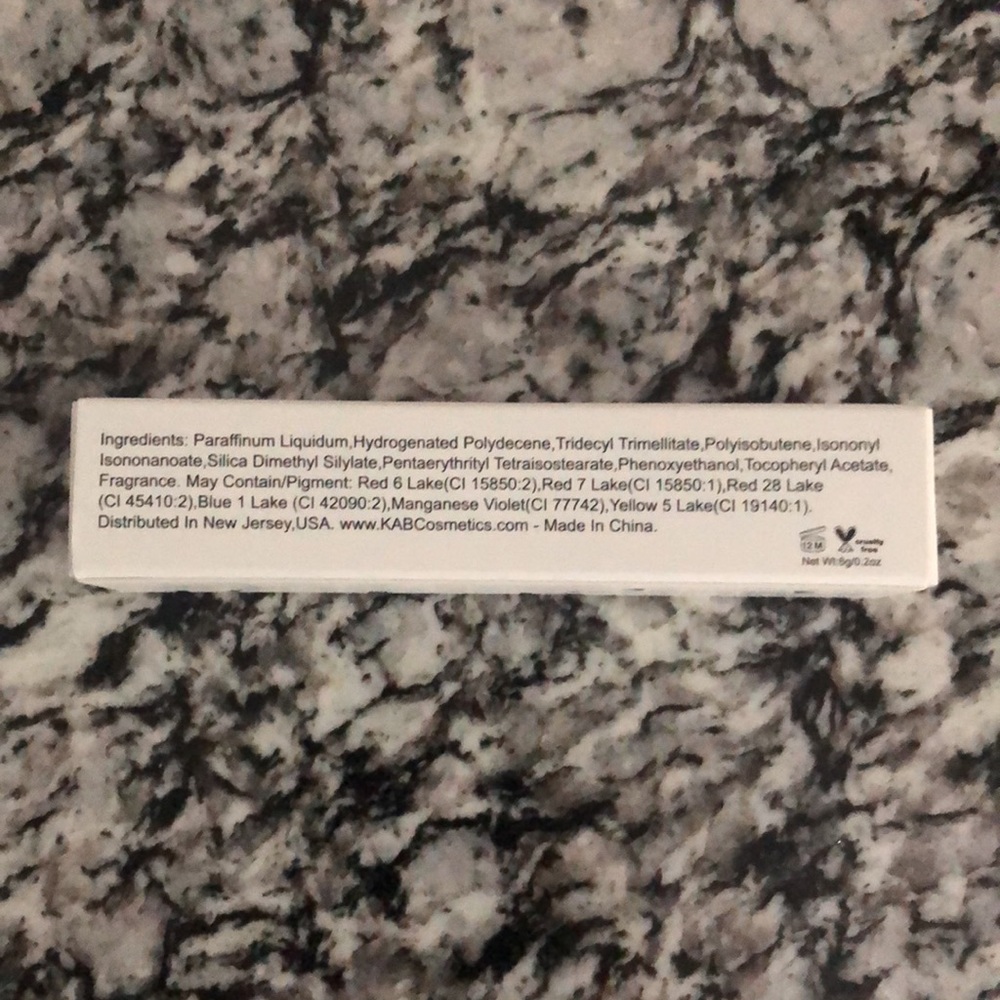 Ingredients: Paraffinum Liquidum,Hydrogenated Polydecene,Tridecyl Trimellitate,Polyisobutene,Isononyl
Isononanoate,Silica Dimethyl Silylate,Pentaerythrityl Tetraisostearate,Phenoxyethanol,Tocopheryl Acetate,
Fragrance. May Contain/Pigment: Red 6 Lake(CI 15850:2),Red 7 Lake(CI 15850:1),Red 28 Lake
(CI 45410:2),Blue 1 Lake (CI 42090:2),Manganese Violet(CI 77742),Yellow 5 Lake(CI 19140:1).
Distributed In New Jersey,USA. www.KABCosmetics.com - Made In China.
12 M
cruelty
free
Net Wt:6g/0.2oz